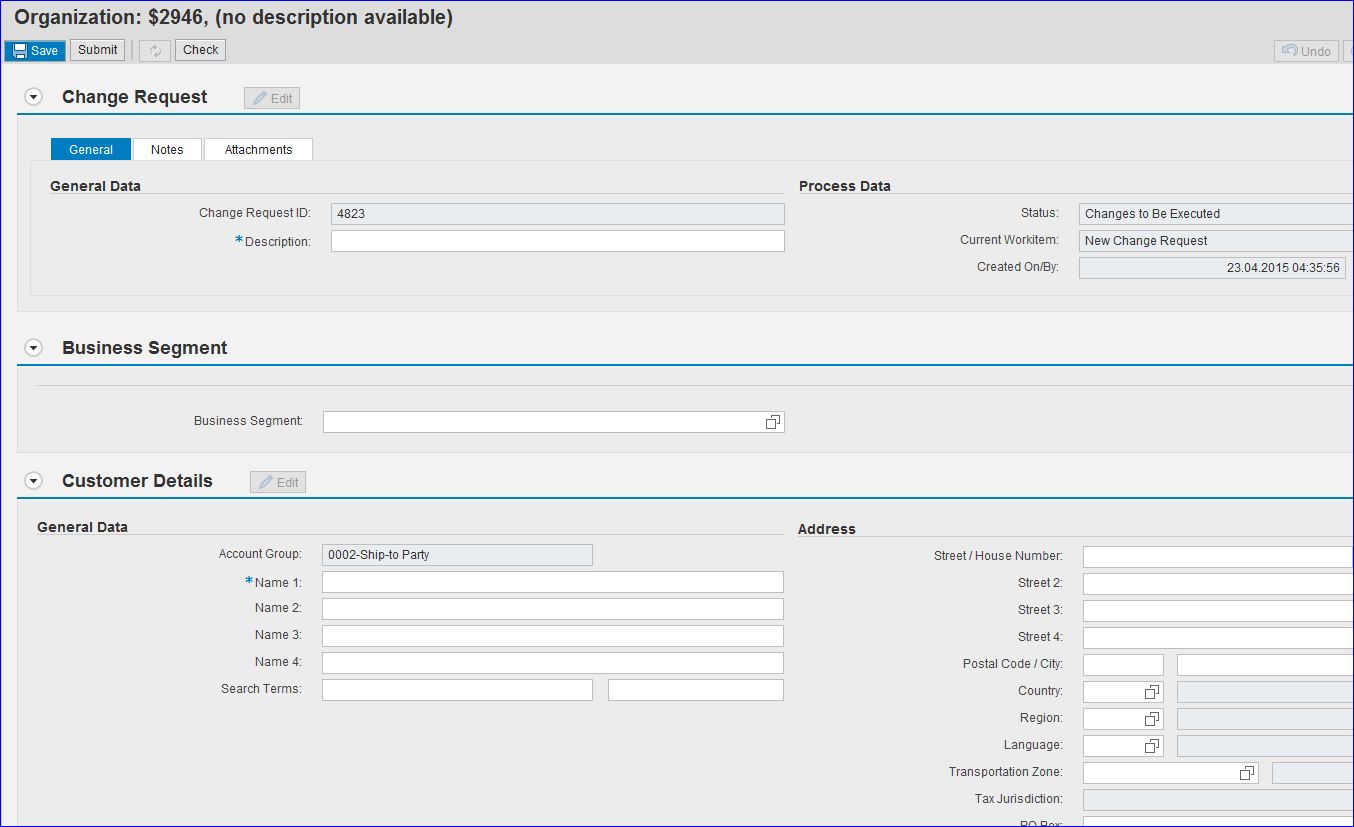 Organization: $2946, (no description available)
Save Submit Check Undo
Change Request Edit
General Notes Attachments
General Data
Change Request ID: 4823
*Description:
Process Data
Status: Changes to Be Executed
Current Workitem: New Change Request
Created On/By: 23.04.2015 04:35:56
Business Segment
Business Segment:
Customer Details Edit
General Data
Account Group: 0002-Ship-to Party
*Name 1:
Name 2:
Name 3:
Name 4:
Search Terms:
Address
Street / House Number:
Street 2:
Street 3:
Street 4:
Postal Code / City:
Country:
Region:
Language:
Transportation Zone:
Tax Jurisdiction:
PO Box: